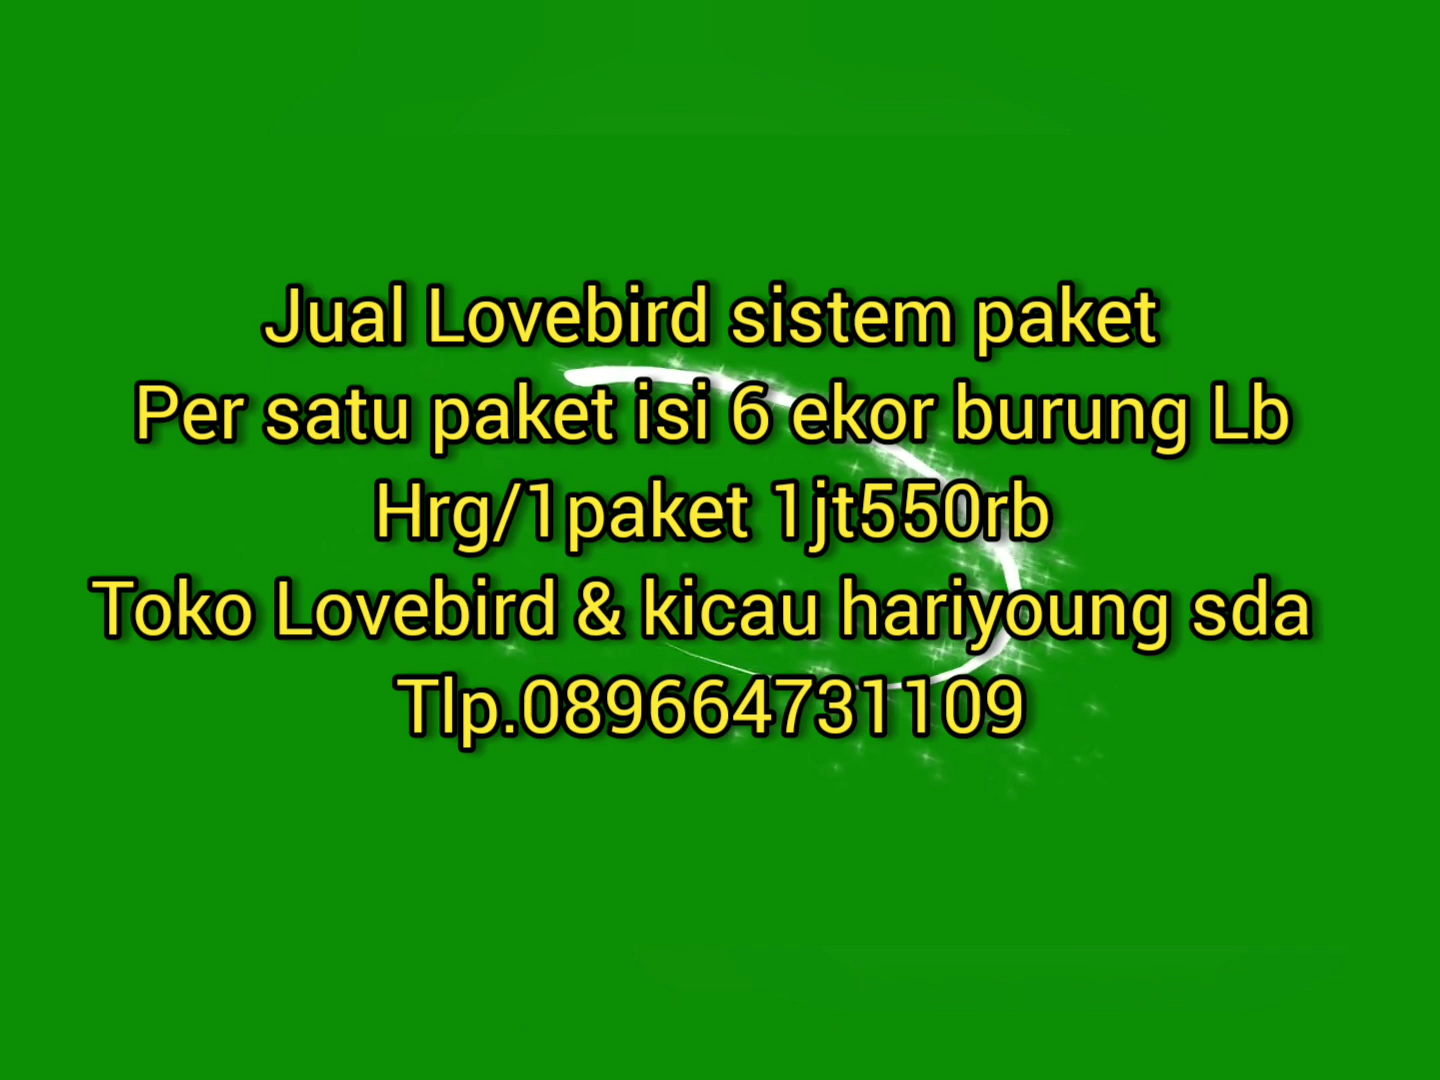 Jual Lovebird sistem paket
Per satu paket isi 6 ekor burung Lb
Hrg/1paket 1jt550rb
Toko Lovebird & kicau hariyoung sda
Tlp.089664731109